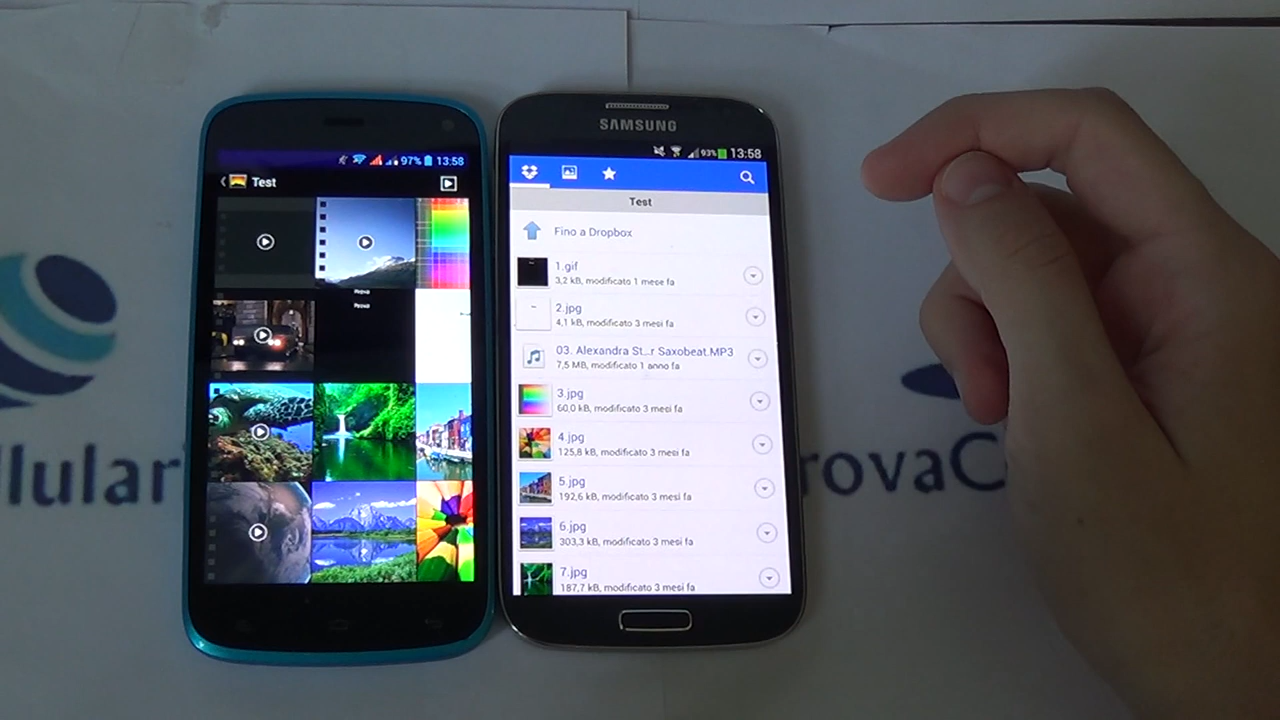 97% 13:58
Test
Prova
Prova
SAMSUNG
93% 13:58
Test
Fino a Dropbox
1.gif
3,2 kB, modificato 1 mese fa
2.jpg
4,1 kB, modificato 3 mesi fa
03. Alexandra St...r Saxobeat.MP3
7,5 MB, modificato 1 anno fa
3.jpg
60,0 kB, modificato 3 mesi fa
4.jpg
125,8 kB, modificato 3 mesi fa
5.jpg
192,6 kB, modificato 3 mesi fa
6.jpg
303,3 kB, modificato 3 mesi fa
7.jpg
187,7 kB, modificato 3 mesi fa
llulari
rovaC